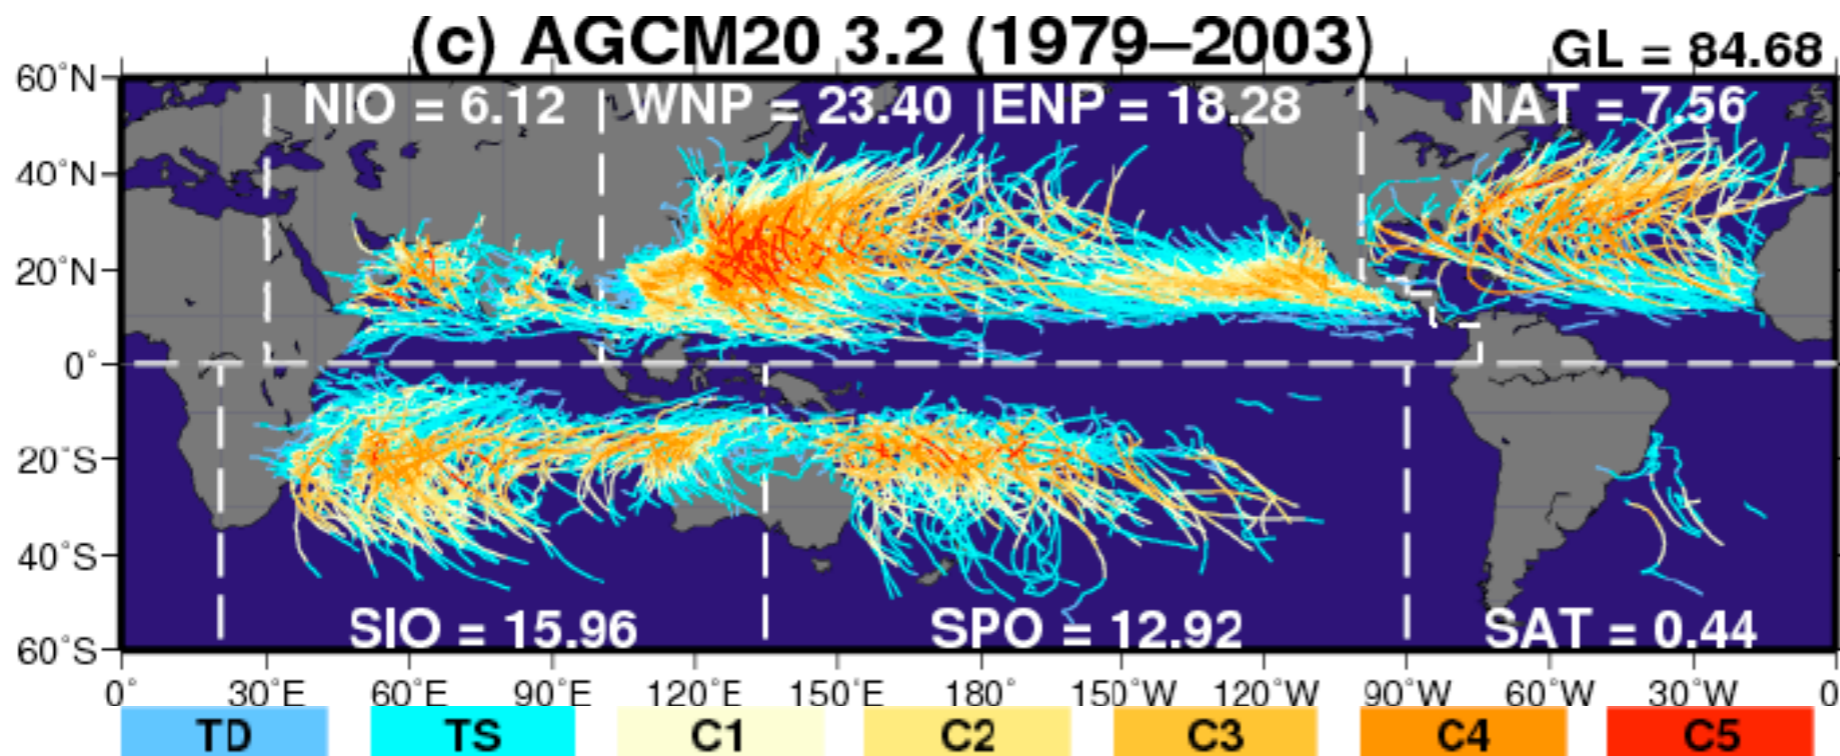 (c) AGCM20 3.2 (1979–2003)
GL = 84.68
60°N
NIO = 6.12
WNP = 23.40
ENP = 18.28
NAT = 7.56
40°N
20°N
0°
20°S
40°S
SIO = 15.96
SPO = 12.92
SAT = 0.44
60°S
0° 30°E 60°E 90°E 120°E 150°E 180° 150°W 120°W 90°W 60°W 30°W 0
TD TS C1 C2 C3 C4 C5